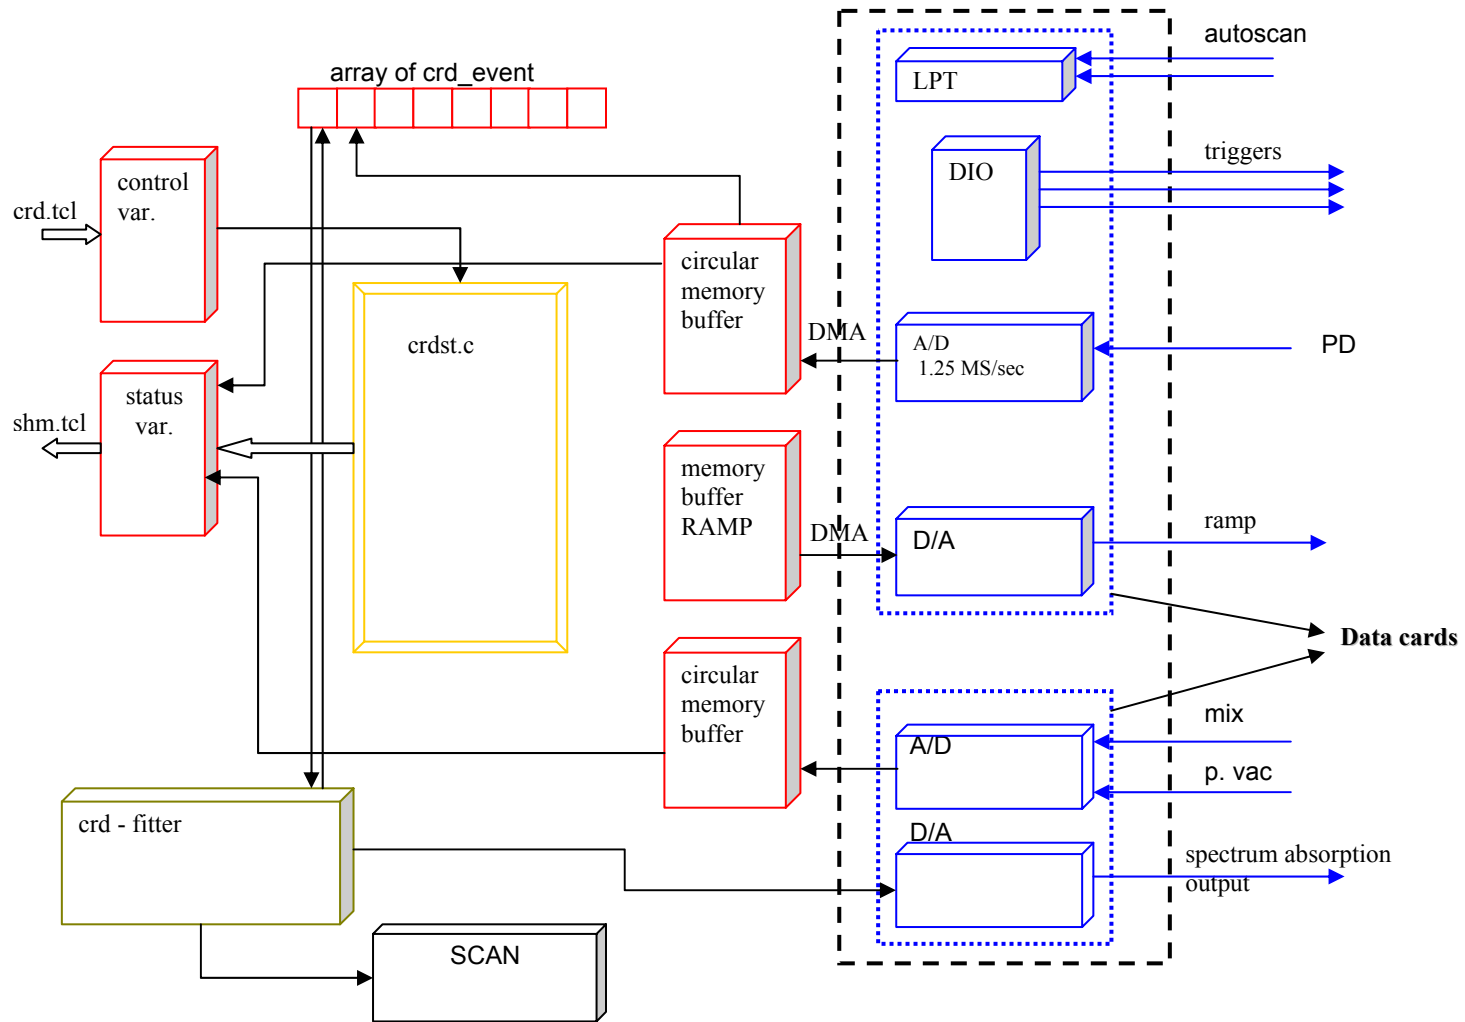 autoscan
array of crd_event
LPT
triggers
DIO
control
var.
crd.tcl
circular
memory
buffer
DMA
A/D
1.25 MS/sec
PD
crdst.c
status
var.
shm.tcl
memory
buffer
RAMP
DMA
D/A
ramp
Data cards
circular
memory
buffer
mix
A/D
p. vac
crd - fitter
D/A
spectrum absorption
output
SCAN